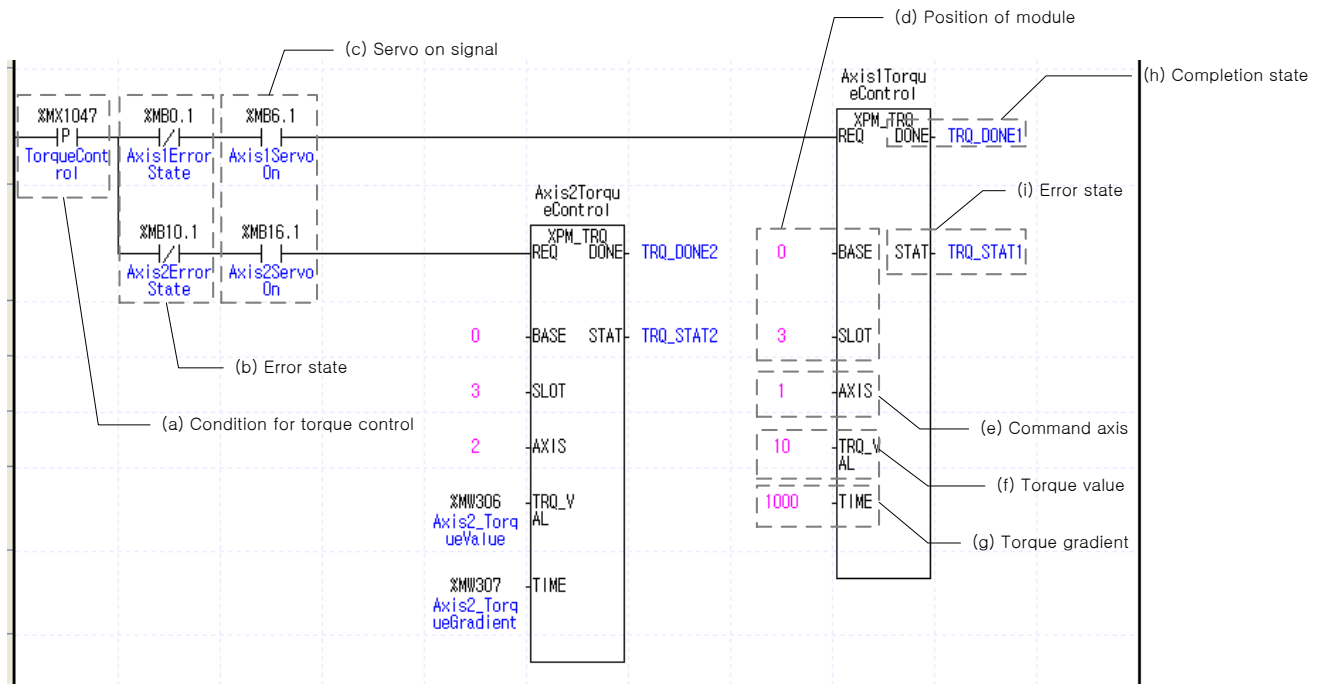 (d) Position of module
(c) Servo on signal
(h) Completion state
Axis1Torqu
eControl
%MX1047
%MB0.1
%MB6.1
P
XPM_TRQ
REQ DONE TRQ_DONE1
TorqueCont
rol
Axis1Error
State
Axis1Servo
On
(i) Error state
Axis2Torqu
eControl
%MB10.1
%MB16.1
XPM_TRQ
REQ DONE TRQ_DONE2
0 BASE STAT TRQ_STAT1
Axis2Error
State
Axis2Servo
On
0 BASE STAT TRQ_STAT2
3 SLOT
(b) Error state
3 SLOT
1 AXIS
(a) Condition for torque control
(e) Command axis
2 AXIS
10 TRQ_V
AL
(f) Torque value
%MW306 TRQ_V
AL
Axis2_Torq
ueValue
1000 TIME
(g) Torque gradient
%MW307 TIME
Axis2_Torq
ueGradient